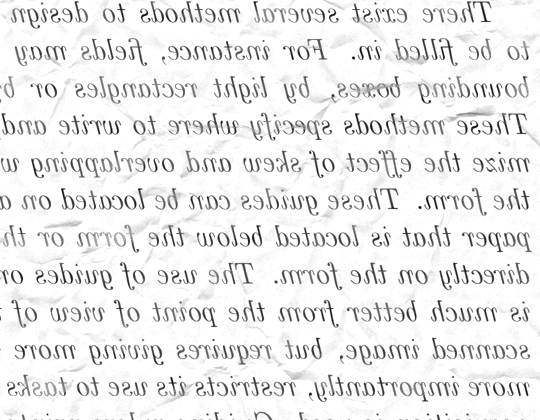 There exist several methods to design
to be filled in. For instance, fields may
bounding boxes, by light rectangles or b
These methods specify where to write and
mize the effect of skew and overlapping w
the form. These guides can be located on a
paper that is located below the form or th
directly on the form. The use of guides or
is much better from the point of view of t
scanned image, but requires giving more
more importantly, restricts its use to tasks